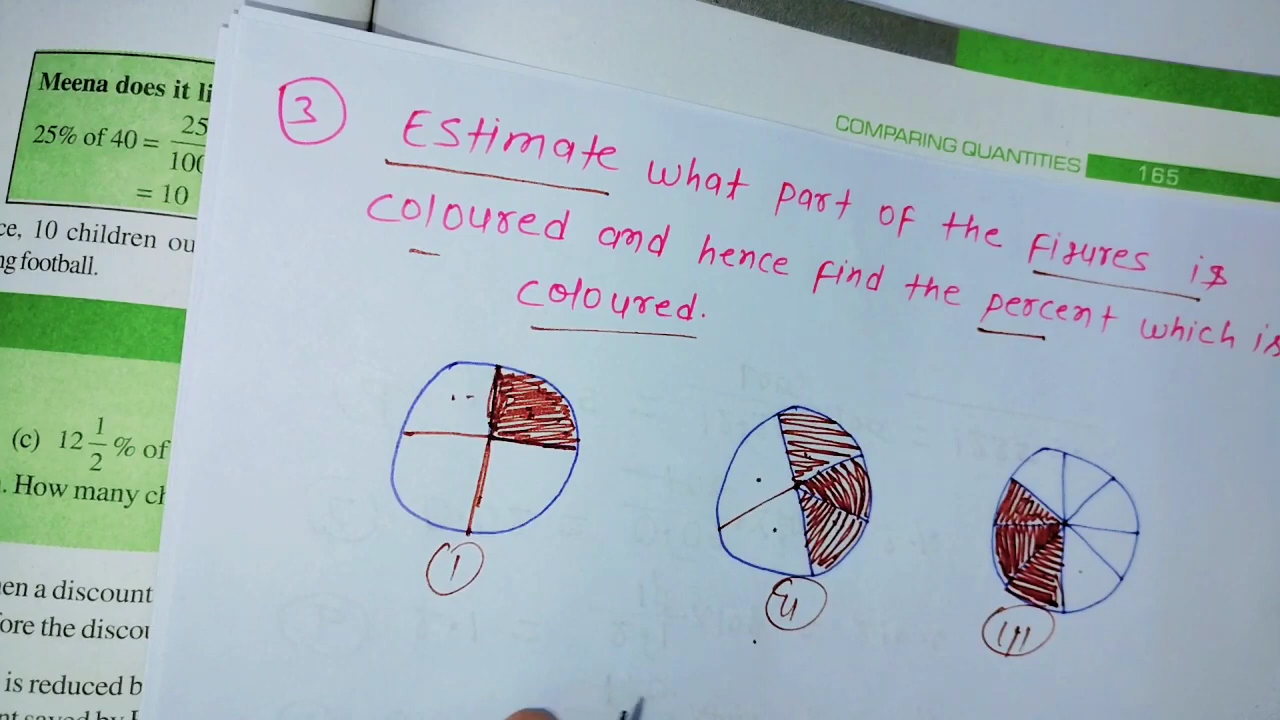 Meena does it li
25% of 40 = 25
100
= 10
ce, 10 children ou
ng football.
(c) 12 1/2 % of
. How many ch
en a discount
fore the discou
is reduced b
COMPARING QUANTITIES 165
3 Estimate what part of the figures is
coloured and hence find the percent which is
coloured.
I
II
III